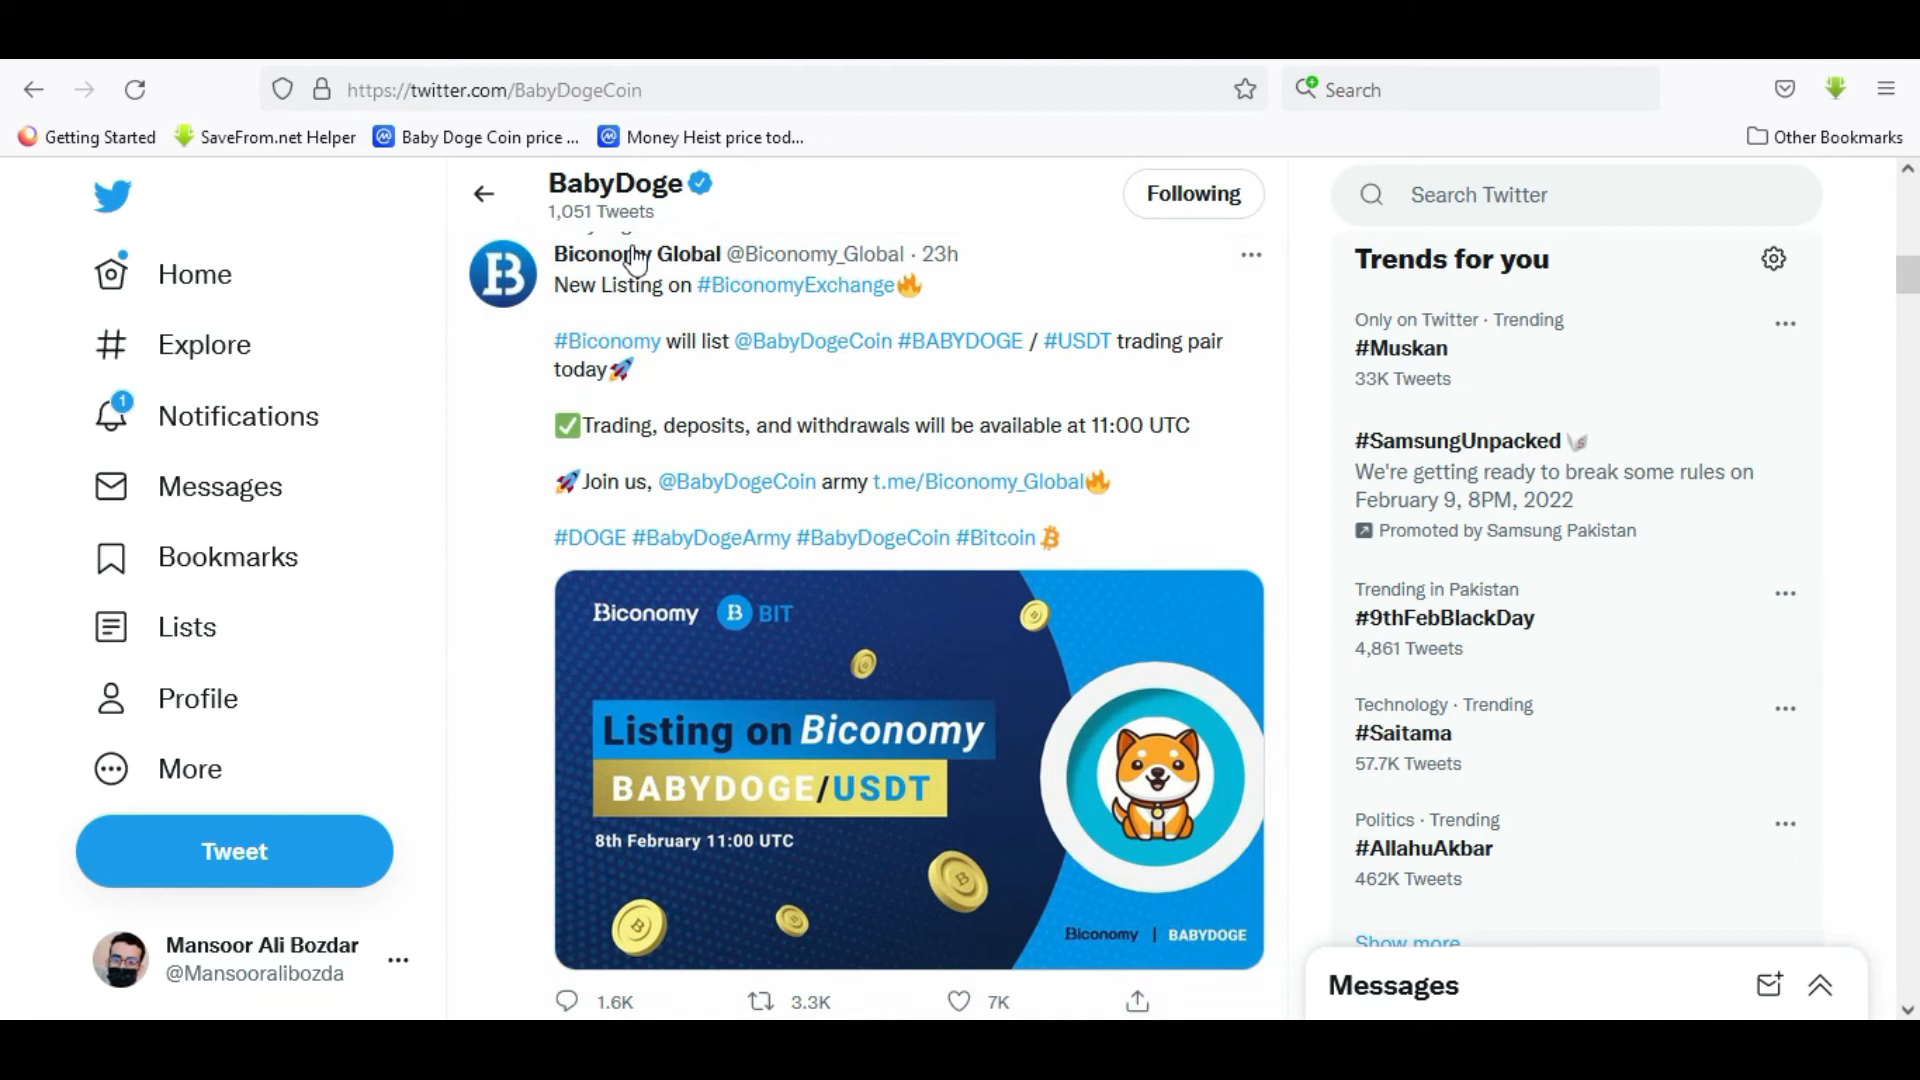 https://twitter.com/BabyDogeCoin
Search
Getting Started
SaveFrom.net Helper
Baby Doge Coin price ...
Money Heist price tod...
Other Bookmarks
Home
Explore
1
Notifications
Messages
Bookmarks
Lists
Profile
More
Tweet
Mansoor Ali Bozdar
@Mansooralibozda
BabyDoge
1,051 Tweets
Following
Biconomy Global @Biconomy_Global · 23h
New Listing on #BiconomyExchange🔥
#Biconomy will list @BabyDogeCoin #BABYDOGE / #USDT trading pair
today🚀
✅Trading, deposits, and withdrawals will be available at 11:00 UTC
🚀Join us, @BabyDogeCoin army t.me/Biconomy_Global🔥
#DOGE #BabyDogeArmy #BabyDogeCoin #Bitcoin
Biconomy B BIT
Listing on Biconomy
BABYDOGE/USDT
8th February 11:00 UTC
Biconomy | BABYDOGE
1.6K 3.3K 7K
Search Twitter
Trends for you
Only on Twitter · Trending
#Muskan
33K Tweets
#SamsungUnpacked
We're getting ready to break some rules on
February 9, 8PM, 2022
Promoted by Samsung Pakistan
Trending in Pakistan
#9thFebBlackDay
4,861 Tweets
Technology · Trending
#Saitama
57.7K Tweets
Politics · Trending
#AllahuAkbar
462K Tweets
Show more
Messages